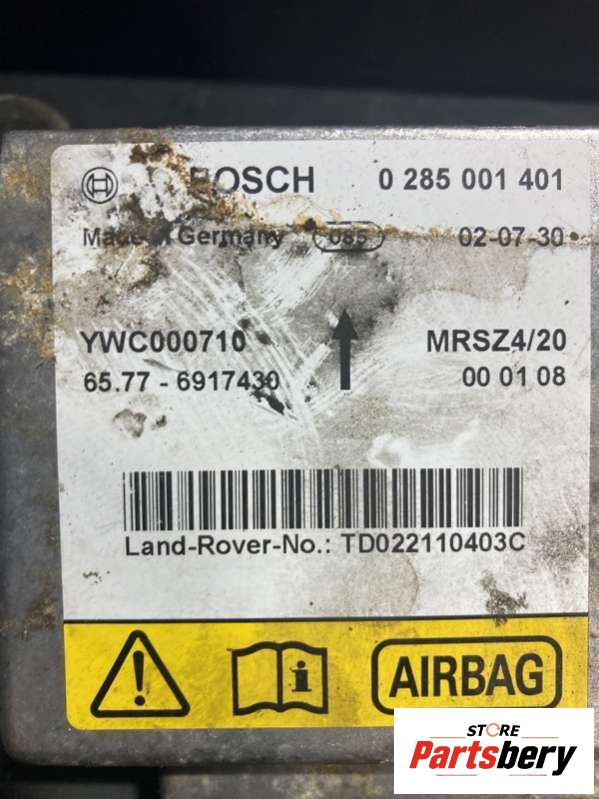 BOSCH 0 285 001 401
Made in Germany 085 02-07-30
YWC000710 MRSZ4/20
65.77 - 6917430 00 01 08
Land-Rover-No.: TD022110403C
AIRBAG
STORE
Partsbery